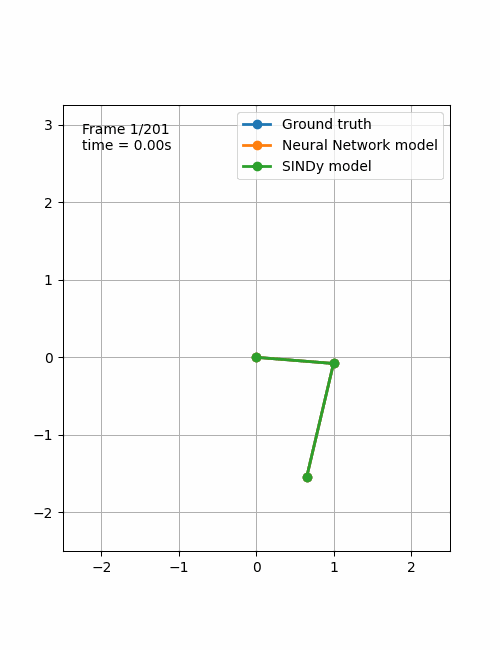 Frame 1/201
time = 0.00s
Ground truth
Neural Network model
SINDy model
3
2
1
0
−1
−2
−2 −1 0 1 2